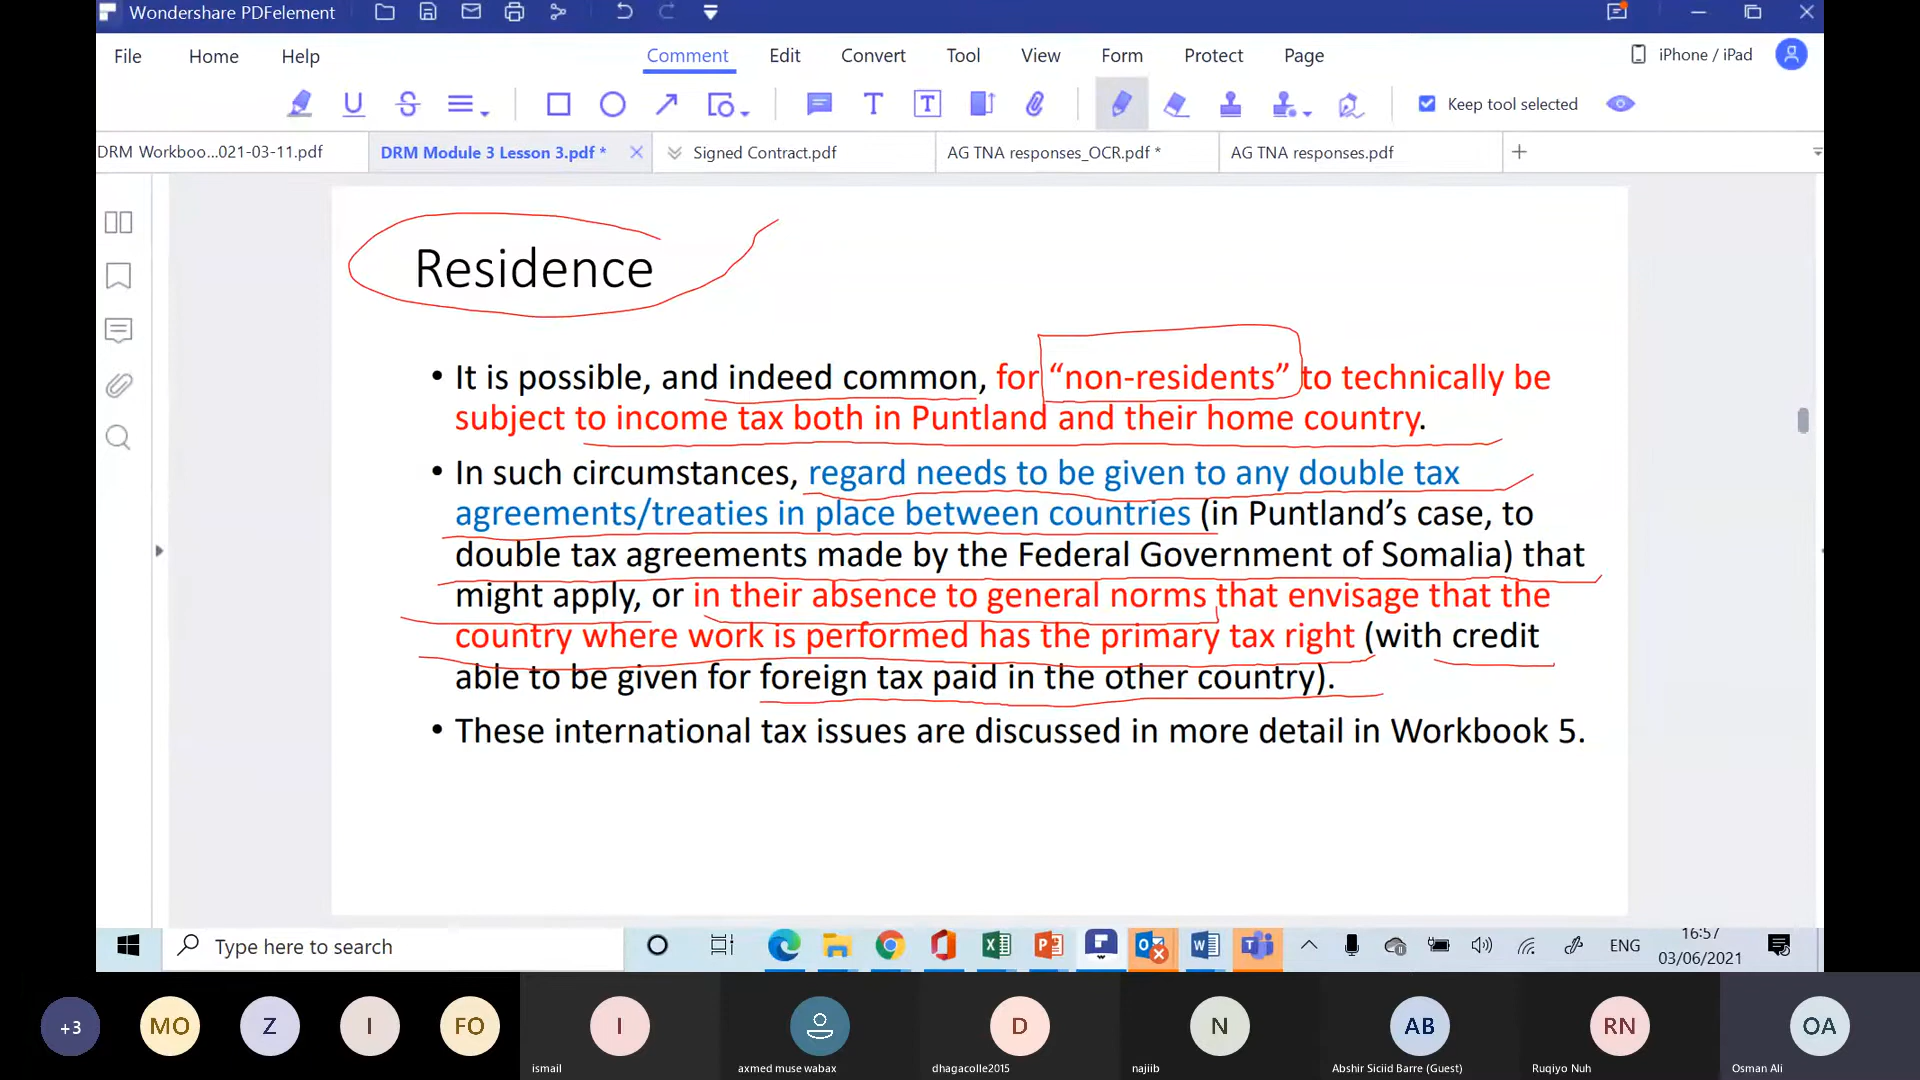 Wondershare PDFelement
File Home Help Comment Edit Convert Tool View Form Protect Page iPhone / iPad
Keep tool selected
DRM Workboo...021-03-11.pdf DRM Module 3 Lesson 3.pdf * Signed Contract.pdf AG TNA responses_OCR.pdf * AG TNA responses.pdf
Residence
• It is possible, and indeed common, for “non-residents” to technically be
subject to income tax both in Puntland and their home country.
• In such circumstances, regard needs to be given to any double tax
agreements/treaties in place between countries (in Puntland’s case, to
double tax agreements made by the Federal Government of Somalia) that
might apply, or in their absence to general norms that envisage that the
country where work is performed has the primary tax right (with credit
able to be given for foreign tax paid in the other country).
• These international tax issues are discussed in more detail in Workbook 5.
Type here to search
ENG
16:57
03/06/2021
+3 MO Z I FO I D N AB RN OA
ismail axmed muse wabax dhagacolle2015 najiib Abshir Siciid Barre (Guest) Ruqiyo Nuh Osman Ali